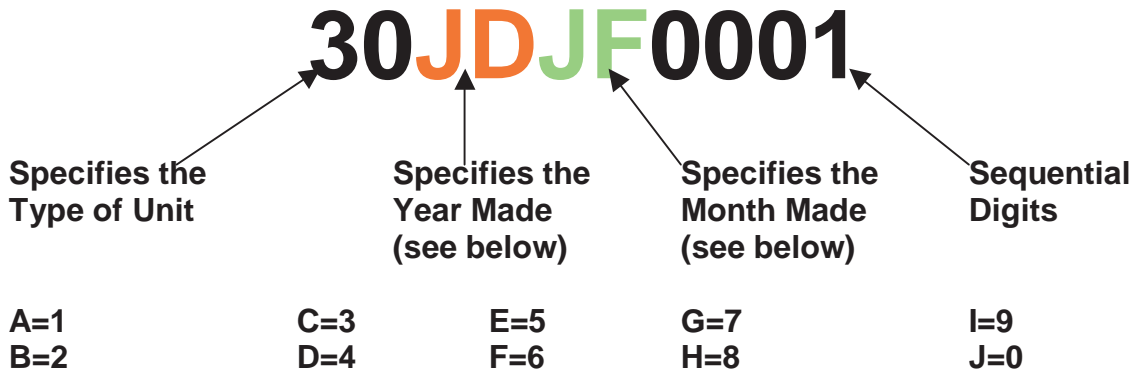 30JDJF0001
Specifies the Specifies the Specifies the Sequential
Type of Unit Year Made Month Made Digits
(see below) (see below)
A=1 C=3 E=5 G=7 I=9
B=2 D=4 F=6 H=8 J=0